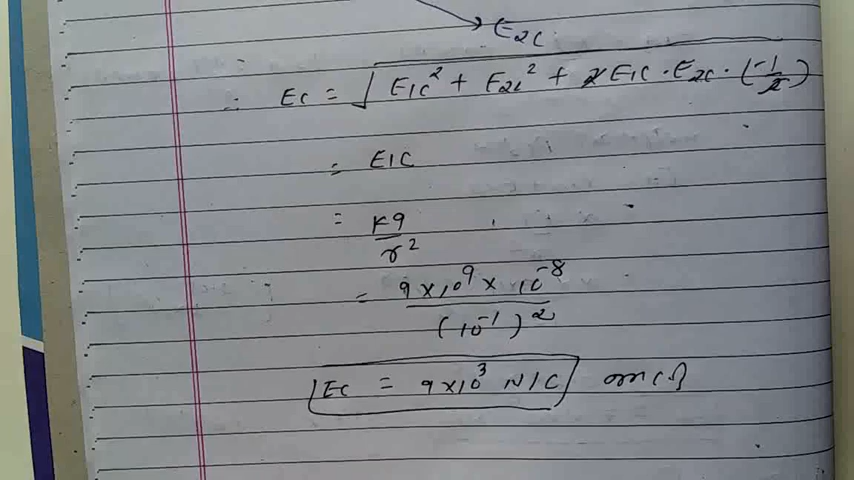 E2C
∴ EC = √(E1C² + E2C² + 2E1C · E2C · (-1/2))
= E1C
= Kq/r²
= 9×10⁹ × 10⁻⁸/(10⁻¹)²
EC = 9×10³ N/C